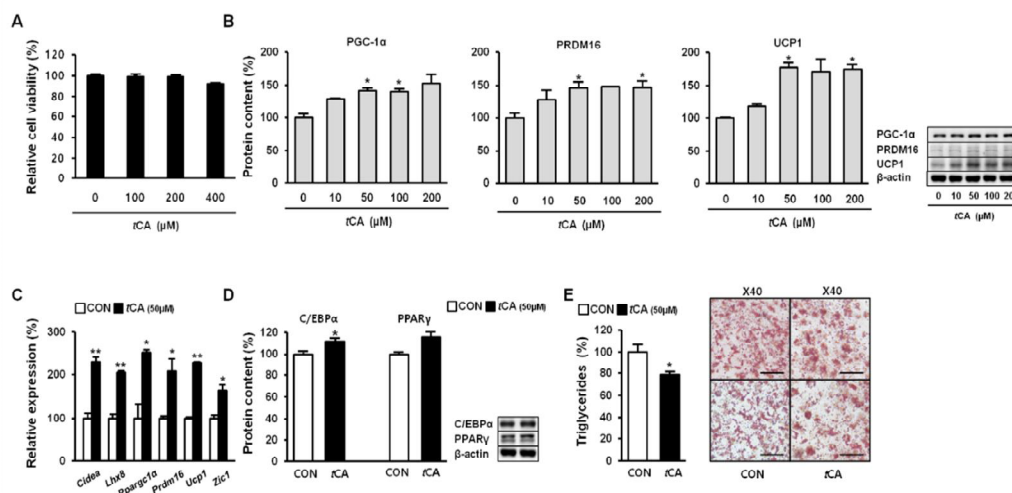 A
Relative cell viability (%)
120
100
80
60
40
20
0
0 100 200 400
tCA (µM)
B
Protein content (%)
PGC-1α
200
150
100
50
0
* *
0 10 50 100 200
tCA (µM)
PRDM16
200
150
100
50
0
* *
0 10 50 100 200
tCA (µM)
UCP1
200
150
100
50
0
* *
0 10 50 100 200
tCA (µM)
PGC-1α
PRDM16
UCP1
β-actin
0 10 50 100 20
tCA (µM)
C
CON tCA (50µM)
Relative expression (%)
300
200
100
0
** ** * * ** *
Cidea Lhx8 Poargc1α Prdm16 Ucp1 Zic1
D
CON tCA (50µM)
Protein content (%)
C/EBPα PPARγ
120
100
80
60
40
20
0
*
CON tCA CON tCA
C/EBPα
PPARγ
β-actin
E
CON tCA (50µM)
Triglycerides (%)
120
100
80
60
40
20
0
*
CON tCA
X40 X40
CON tCA